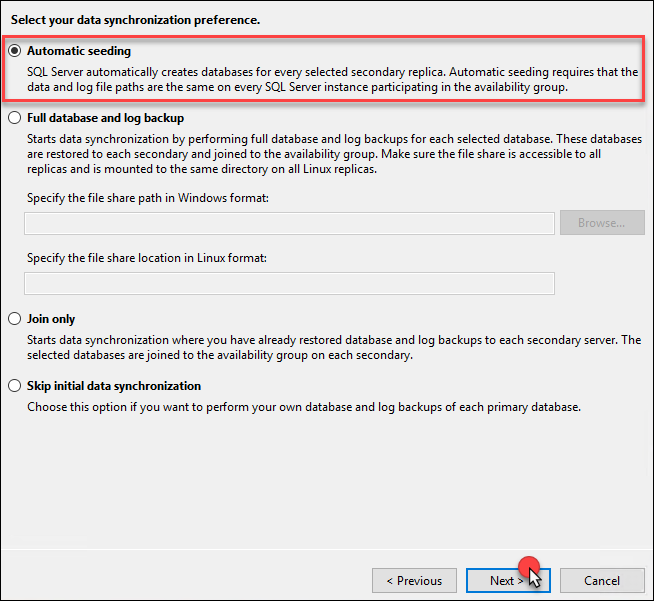 Select your data synchronization preference.
Automatic seeding
SQL Server automatically creates databases for every selected secondary replica. Automatic seeding requires that the
data and log file paths are the same on every SQL Server instance participating in the availability group.
Full database and log backup
Starts data synchronization by performing full database and log backups for each selected database. These databases
are restored to each secondary and joined to the availability group. Make sure the file share is accessible to all
replicas and is mounted to the same directory on all Linux replicas.
Specify the file share path in Windows format:
Browse...
Specify the file share location in Linux format:
Join only
Starts data synchronization where you have already restored database and log backups to each secondary server. The
selected databases are joined to the availability group on each secondary.
Skip initial data synchronization
Choose this option if you want to perform your own database and log backups of each primary database.
< Previous Next > Cancel